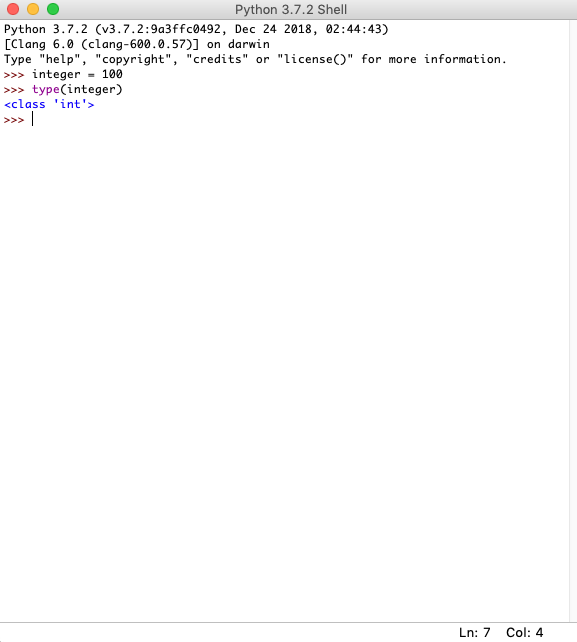 Python 3.7.2 Shell
Python 3.7.2 (v3.7.2:9a3ffc0492, Dec 24 2018, 02:44:43)
[Clang 6.0 (clang-600.0.57)] on darwin
Type "help", "copyright", "credits" or "license()" for more information.
>>> integer = 100
>>> type(integer)
<class 'int'>
>>>
Ln: 7 Col: 4